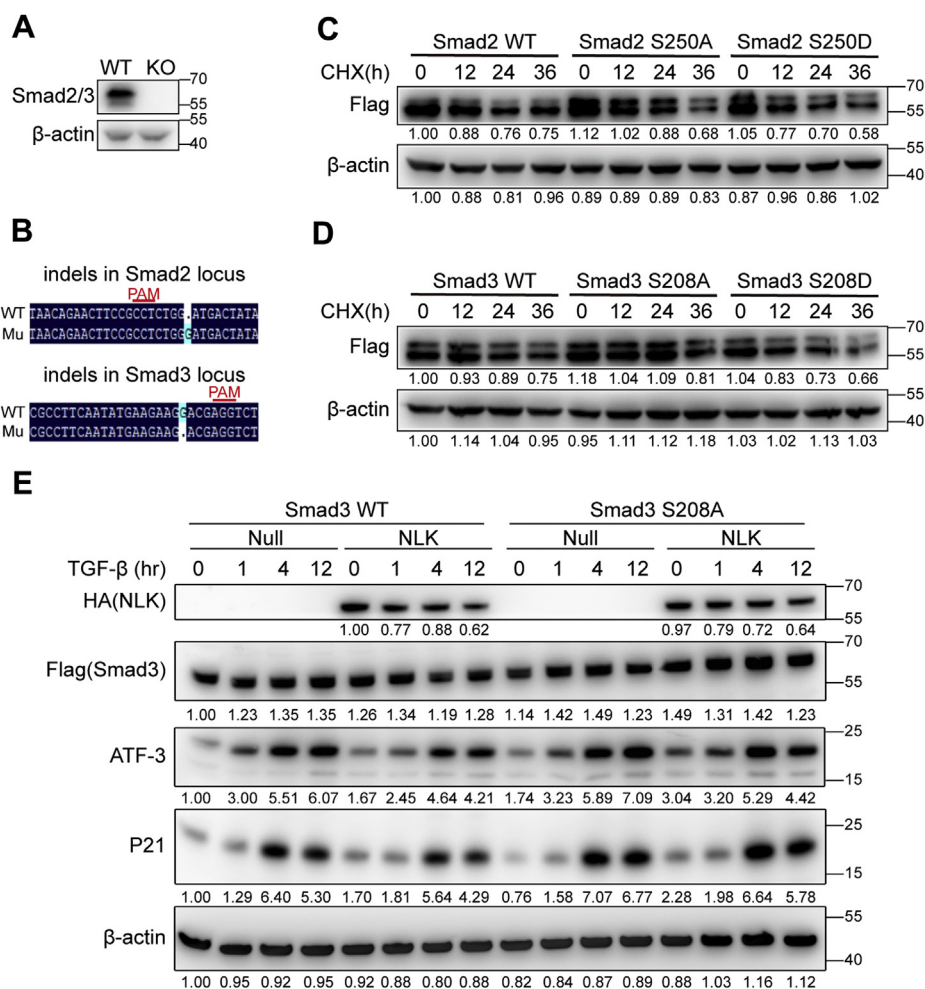 A
WT KO
Smad2/3
70
55
β-actin
55
40
B
indels in Smad2 locus
PAM
WT TAACAGAACTTCCGCCTCTGG.ATGACTATA
Mu TAACAGAACTTCCGCCTCTGGGATGACTATA
indels in Smad3 locus
PAM
WT CGCCTTCAATATGAAGAAGGACGAGGTCT
Mu CGCCTTCAATATGAAGAAG.ACGAGGTCT
C
Smad2 WT Smad2 S250A Smad2 S250D
CHX(h) 0 12 24 36 0 12 24 36 0 12 24 36
Flag
70
55
1.00 0.88 0.76 0.75 1.12 1.02 0.88 0.68 1.05 0.77 0.70 0.58
β-actin
55
40
1.00 0.88 0.81 0.96 0.89 0.89 0.89 0.83 0.87 0.96 0.86 1.02
D
Smad3 WT Smad3 S208A Smad3 S208D
CHX(h) 0 12 24 36 0 12 24 36 0 12 24 36
Flag
70
55
1.00 0.93 0.89 0.75 1.18 1.04 1.09 0.81 1.04 0.83 0.73 0.66
β-actin
55
40
1.00 1.14 1.04 0.95 0.95 1.11 1.12 1.18 1.03 1.02 1.13 1.03
E
Smad3 WT Smad3 S208A
Null NLK Null NLK
TGF-β (hr) 0 1 4 12 0 1 4 12 0 1 4 12 0 1 4 12
HA(NLK)
70
55
1.00 0.77 0.88 0.62 0.97 0.79 0.72 0.64
Flag(Smad3)
70
55
1.00 1.23 1.35 1.35 1.26 1.34 1.19 1.28 1.14 1.42 1.49 1.23 1.49 1.31 1.42 1.23
ATF-3
25
15
1.00 3.00 5.51 6.07 1.67 2.45 4.64 4.21 1.74 3.23 5.89 7.09 3.04 3.20 5.29 4.42
P21
25
15
1.00 1.29 6.40 5.30 1.70 1.81 5.64 4.29 0.76 1.58 7.07 6.77 2.28 1.98 6.64 5.78
β-actin
55
40
1.00 0.95 0.92 0.95 0.92 0.88 0.80 0.88 0.82 0.84 0.87 0.89 0.88 1.03 1.16 1.12